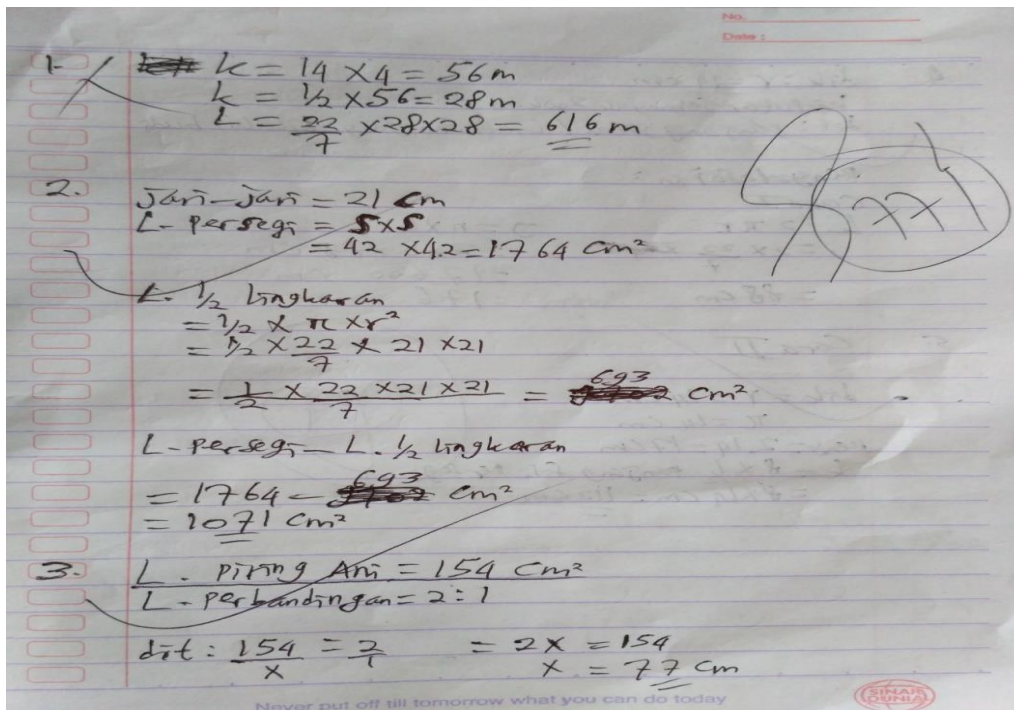 No.
Date :
1. k = 14 × 4 = 56 m
k = 1/2 × 56 = 28 m
L = 22/7 × 28 × 28 = 616 m
2. Jari-jari = 21 cm
L. Persegi = S×S
= 42 × 42 = 1764 cm²
L. 1/2 lingkaran
= 1/2 × π × r²
= 1/2 × 22/7 × 21 × 21
= 1/2 × 22 × 21 × 21 / 7 = 693 cm²
L. Persegi – L. 1/2 lingkaran
= 1764 – 693 cm²
= 1071 cm²
3. L. Piring Ani = 154 cm²
L. Perbandingan = 2 : 1
dit : 154/x = 2/1 = 2x = 154
x = 77 cm
Never put off till tomorrow what you can do today
SINAR DUNIA